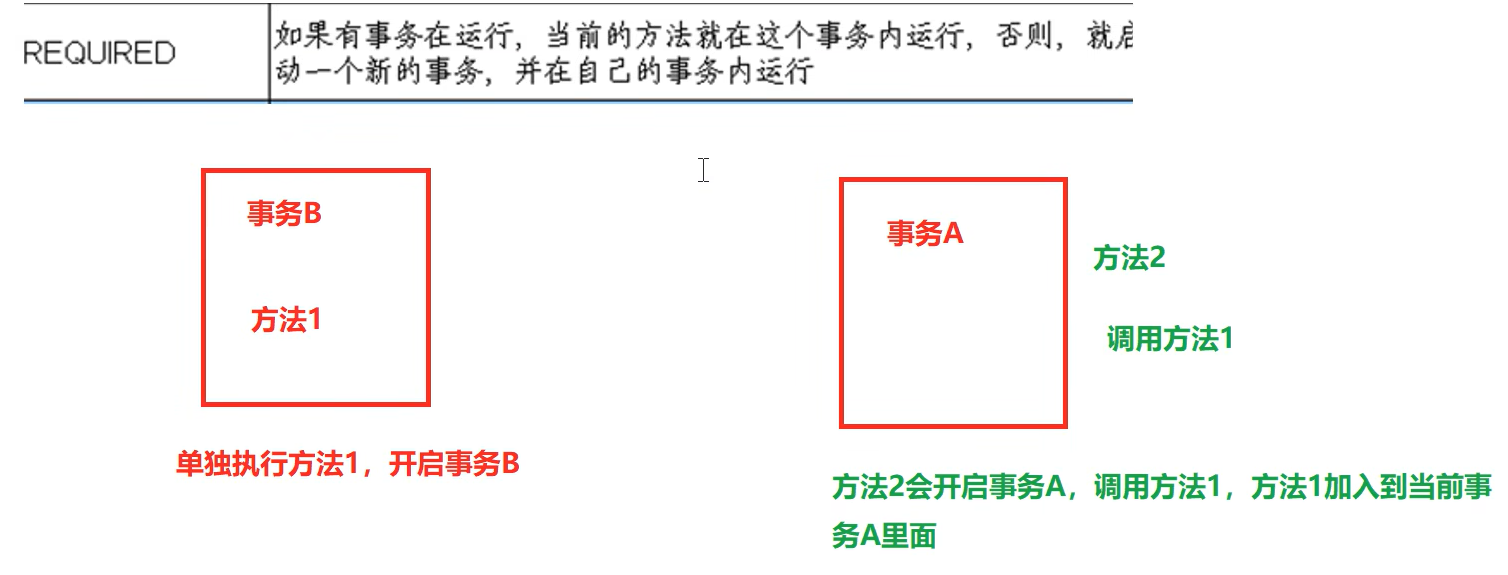 REQUIRED
如果有事务在运行，当前的方法就在这个事务内运行，否则，就启
动一个新的事务，并在自己的事务内运行
事务B
方法1
单独执行方法1，开启事务B
事务A
方法2
调用方法1
方法2会开启事务A，调用方法1，方法1加入到当前事
务A里面